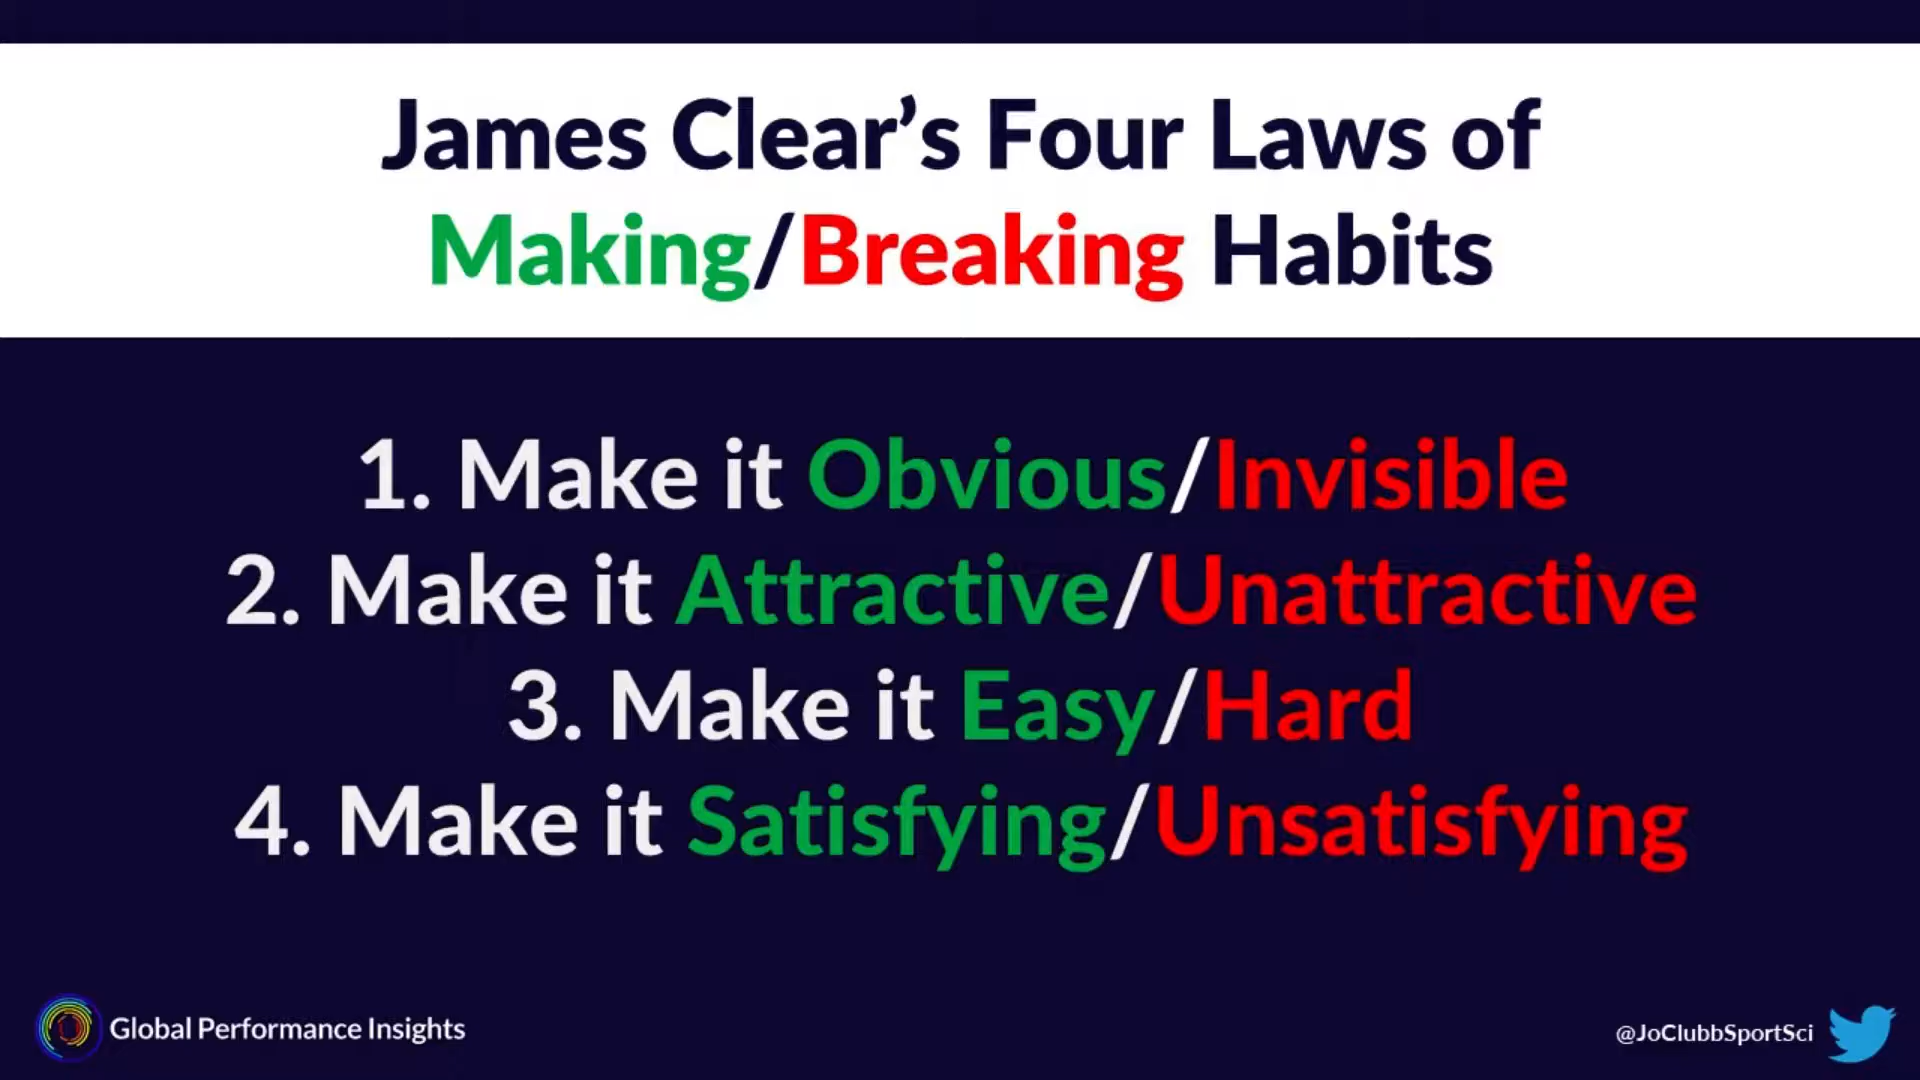 James Clear’s Four Laws of
Making/Breaking Habits
1. Make it Obvious/Invisible
2. Make it Attractive/Unattractive
3. Make it Easy/Hard
4. Make it Satisfying/Unsatisfying
Global Performance Insights
@JoClubbSportSci